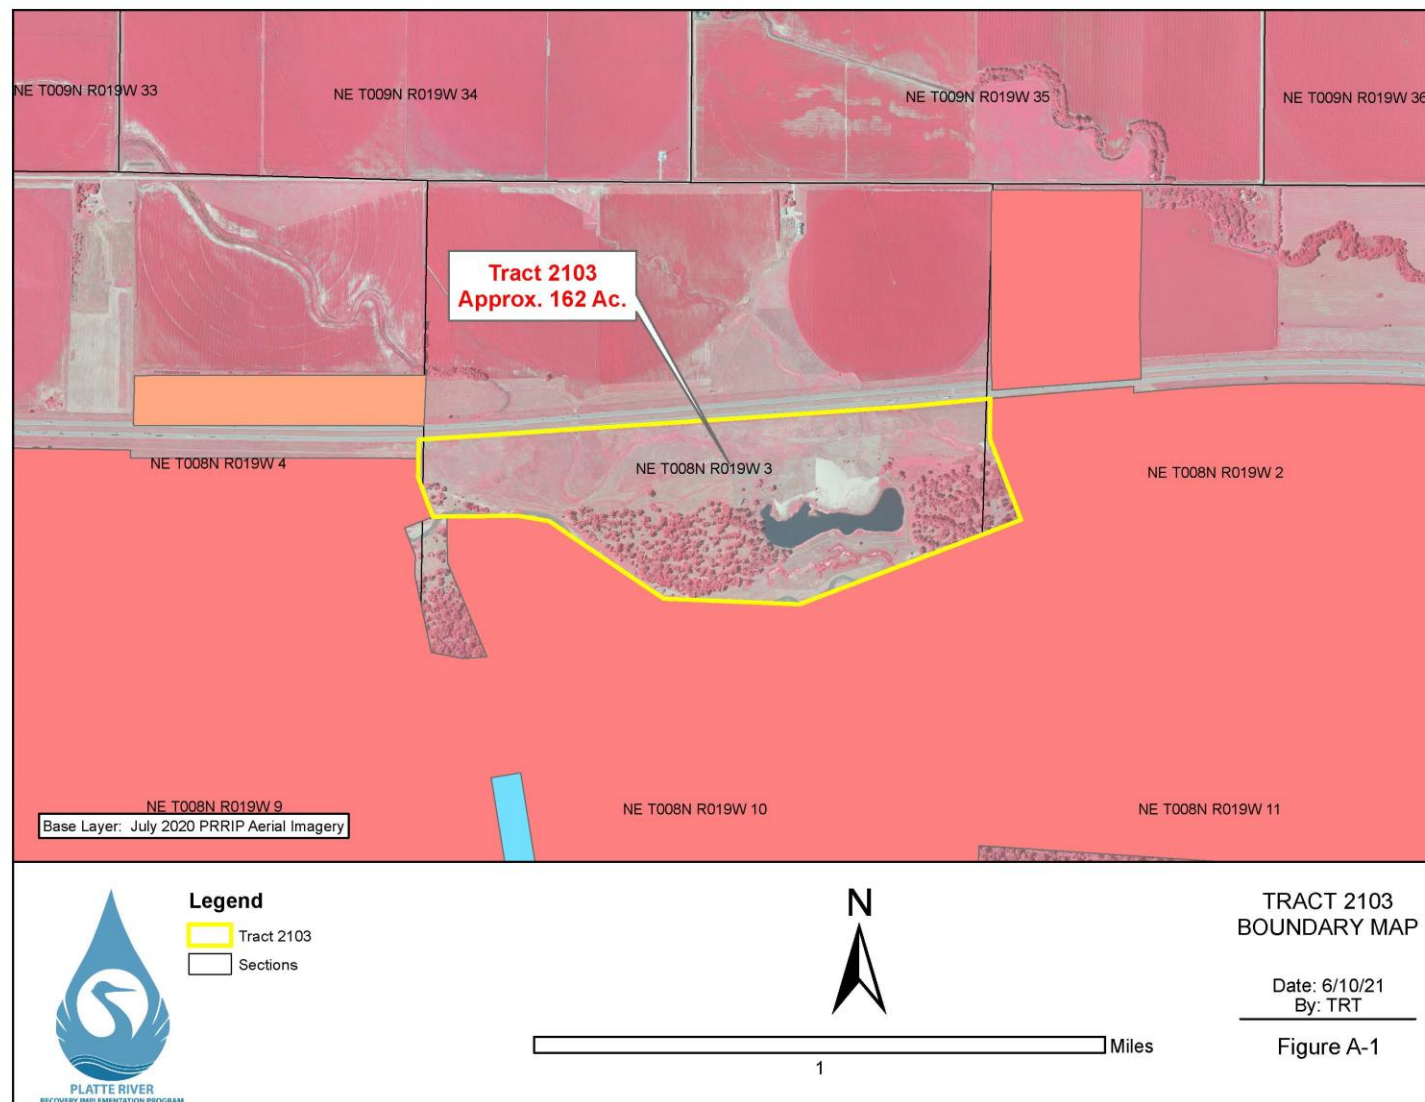 NE T009N R019W 33
NE T009N R019W 34
NE T009N R019W 35
NE T009N R019W 36
Tract 2103
Approx. 162 Ac.
NE T008N R019W 4
NE T008N R019W 3
NE T008N R019W 2
NE T008N R019W 9
NE T008N R019W 10
NE T008N R019W 11
Base Layer: July 2020 PRRIP Aerial Imagery
Legend
Tract 2103
Sections
N
Miles
1
TRACT 2103
BOUNDARY MAP
Date: 6/10/21
By: TRT
Figure A-1
PLATTE RIVER
RECOVERY IMPLEMENTATION PROGRAM